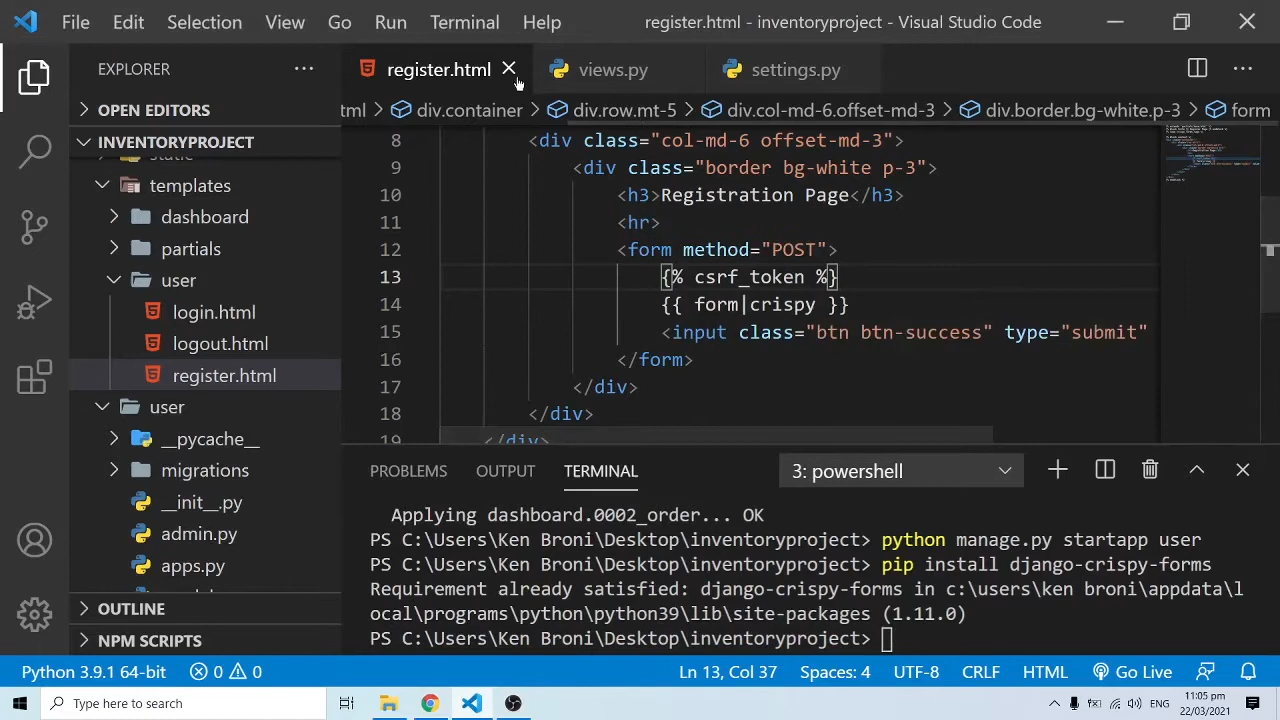 File Edit Selection View Go Run Terminal Help register.html - inventoryproject - Visual Studio Code
EXPLORER
OPEN EDITORS
INVENTORYPROJECT
static
templates
dashboard
partials
user
login.html
logout.html
register.html
user
__pycache__
migrations
__init__.py
admin.py
apps.py
OUTLINE
NPM SCRIPTS
register.html views.py settings.py
tml > div.container > div.row.mt-5 > div.col-md-6.offset-md-3 > div.border.bg-white.p-3 > form
8 <div class="col-md-6 offset-md-3">
9 <div class="border bg-white p-3">
10 <h3>Registration Page</h3>
11 <hr>
12 <form method="POST">
13 {% csrf_token %}
14 {{ form|crispy }}
15 <input class="btn btn-success" type="submit"
16 </form>
17 </div>
18 </div>
19 </div>
PROBLEMS OUTPUT TERMINAL 3: powershell
Applying dashboard.0002_order... OK
PS C:\Users\Ken Broni\Desktop\inventoryproject> python manage.py startapp user
PS C:\Users\Ken Broni\Desktop\inventoryproject> pip install django-crispy-forms
Requirement already satisfied: django-crispy-forms in c:\users\ken broni\appdata\l
ocal\programs\python\python39\lib\site-packages (1.11.0)
PS C:\Users\Ken Broni\Desktop\inventoryproject>
Python 3.9.1 64-bit 0 0 Ln 13, Col 37 Spaces: 4 UTF-8 CRLF HTML Go Live
Type here to search ENG 11:05 pm
22/03/2021